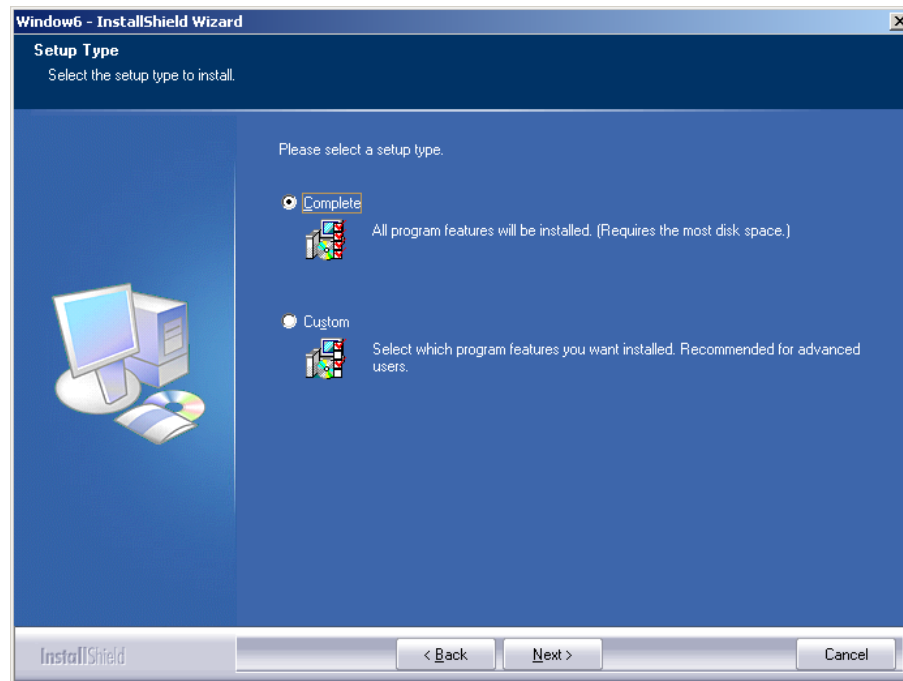 Window6 - InstallShield Wizard
Setup Type
Select the setup type to install.
Please select a setup type.
Complete
All program features will be installed. (Requires the most disk space.)
Custom
Select which program features you want installed. Recommended for advanced
users.
InstallShield
< Back
Next >
Cancel